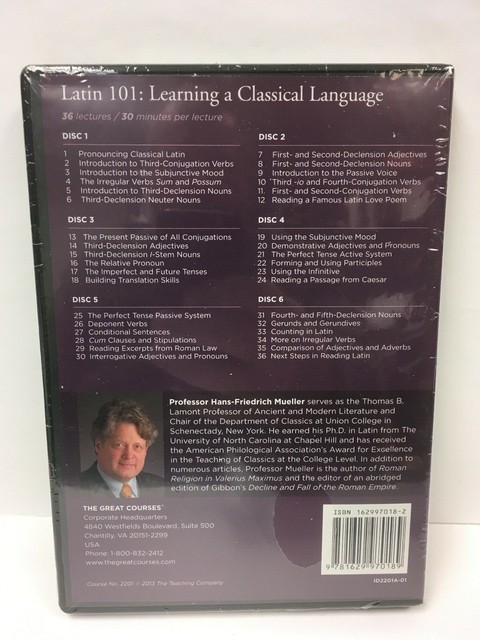 Latin 101: Learning a Classical Language
36 lectures / 30 minutes per lecture
DISC 1
1 Pronouncing Classical Latin
2 Introduction to Third-Conjugation Verbs
3 Introduction to the Subjunctive Mood
4 The Irregular Verbs Sum and Possum
5 Introduction to Third-Declension Nouns
6 Third-Declension Neuter Nouns
DISC 2
7 First- and Second-Declension Adjectives
8 First- and Second-Declension Nouns
9 Introduction to the Passive Voice
10 Third -io and Fourth-Conjugation Verbs
11 First- and Second-Conjugation Verbs
12 Reading a Famous Latin Love Poem
DISC 3
13 The Present Passive of All Conjugations
14 Third-Declension Adjectives
15 Third-Declension I-Stem Nouns
16 The Relative Pronoun
17 The Imperfect and Future Tenses
18 Building Translation Skills
DISC 4
19 Using the Subjunctive Mood
20 Demonstrative Adjectives and Pronouns
21 The Perfect Tense Active System
22 Forming and Using Participles
23 Using the Infinitive
24 Reading a Passage from Caesar
DISC 5
25 The Perfect Tense Passive System
26 Deponent Verbs
27 Conditional Sentences
28 Cum Clauses and Stipulations
29 Reading Excerpts from Roman Law
30 Interrogative Adjectives and Pronouns
DISC 6
31 Fourth- and Fifth-Declension Nouns
32 Gerunds and Gerundives
33 Counting in Latin
34 More on Irregular Verbs
35 Comparison of Adjectives and Adverbs
36 Next Steps in Reading Latin
Professor Hans-Friedrich Mueller serves as the Thomas B.
Lamont Professor of Ancient and Modern Literature and
Chair of the Department of Classics at Union College in
Schenectady, New York. He earned his Ph.D. in Latin from The
University of North Carolina at Chapel Hill and has received
the American Philological Association's Award for Excellence
in the Teaching of Classics at the College Level. In addition to
numerous articles, Professor Mueller is the author of Roman
Religion in Valerius Maximus and the editor of an abridged
edition of Gibbon's Decline and Fall of the Roman Empire.
THE GREAT COURSES
Corporate Headquarters
4840 Westfields Boulevard, Suite 500
Chantilly, VA 20151-2299
USA
Phone: 1-800-832-2412
www.thegreatcourses.com
Course No. 2201 © 2013 The Teaching Company
ISBN 162997018-2
9 781629 970189
ID2201A-01